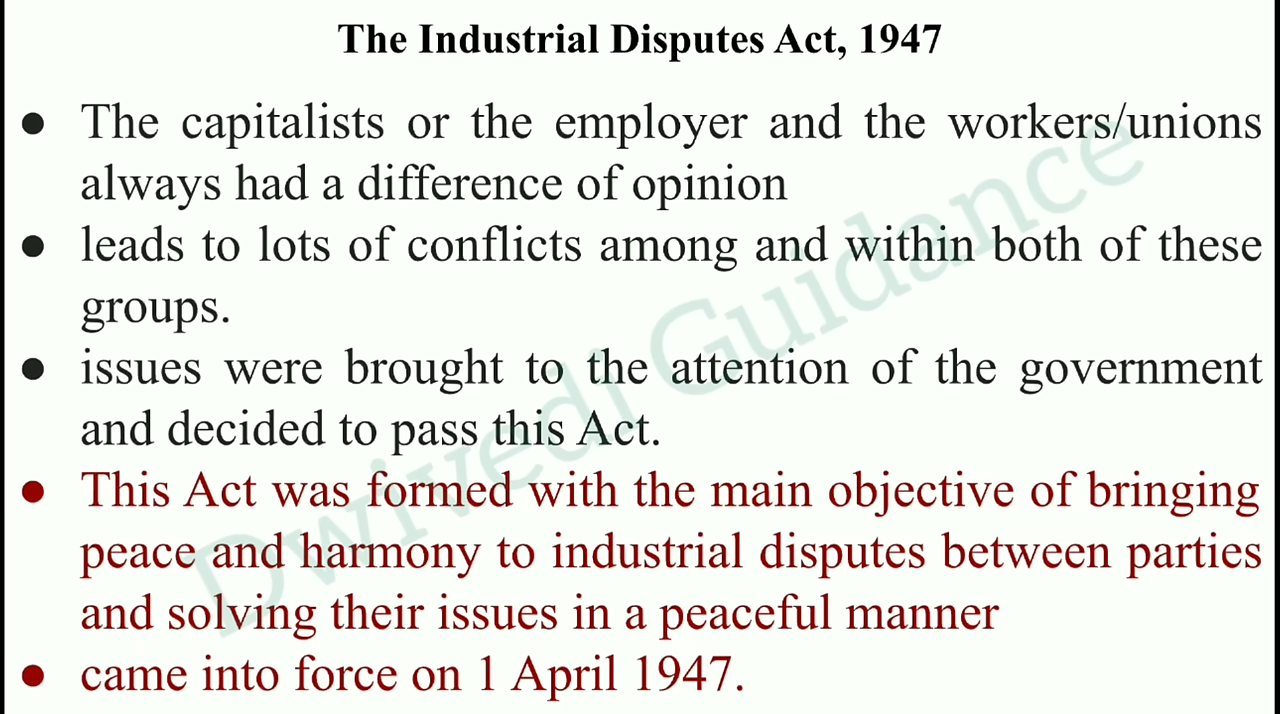 The Industrial Disputes Act, 1947
● The capitalists or the employer and the workers/unions
always had a difference of opinion
● leads to lots of conflicts among and within both of these
groups.
● issues were brought to the attention of the government
and decided to pass this Act.
● This Act was formed with the main objective of bringing
peace and harmony to industrial disputes between parties
and solving their issues in a peaceful manner
● came into force on 1 April 1947.
Dwivedi Guidance